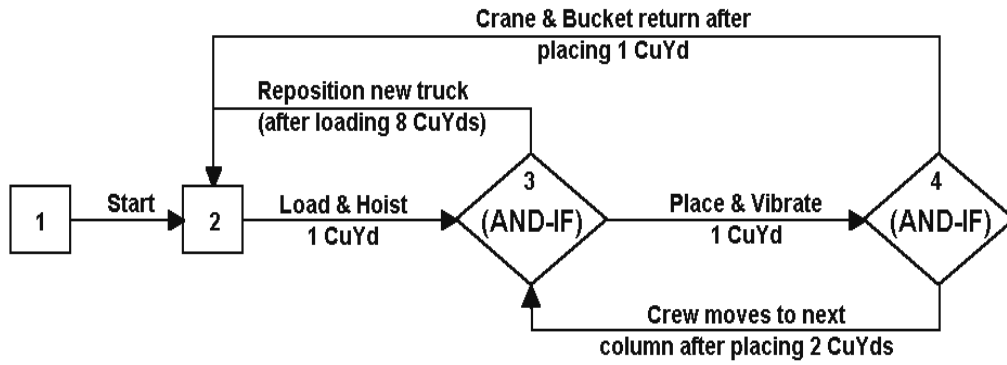 Crane & Bucket return after
placing 1 CuYd
Reposition new truck
(after loading 8 CuYds)
1
Start
2
Load & Hoist
1 CuYd
3
(AND-IF)
Place & Vibrate
1 CuYd
4
(AND-IF)
Crew moves to next
column after placing 2 CuYds